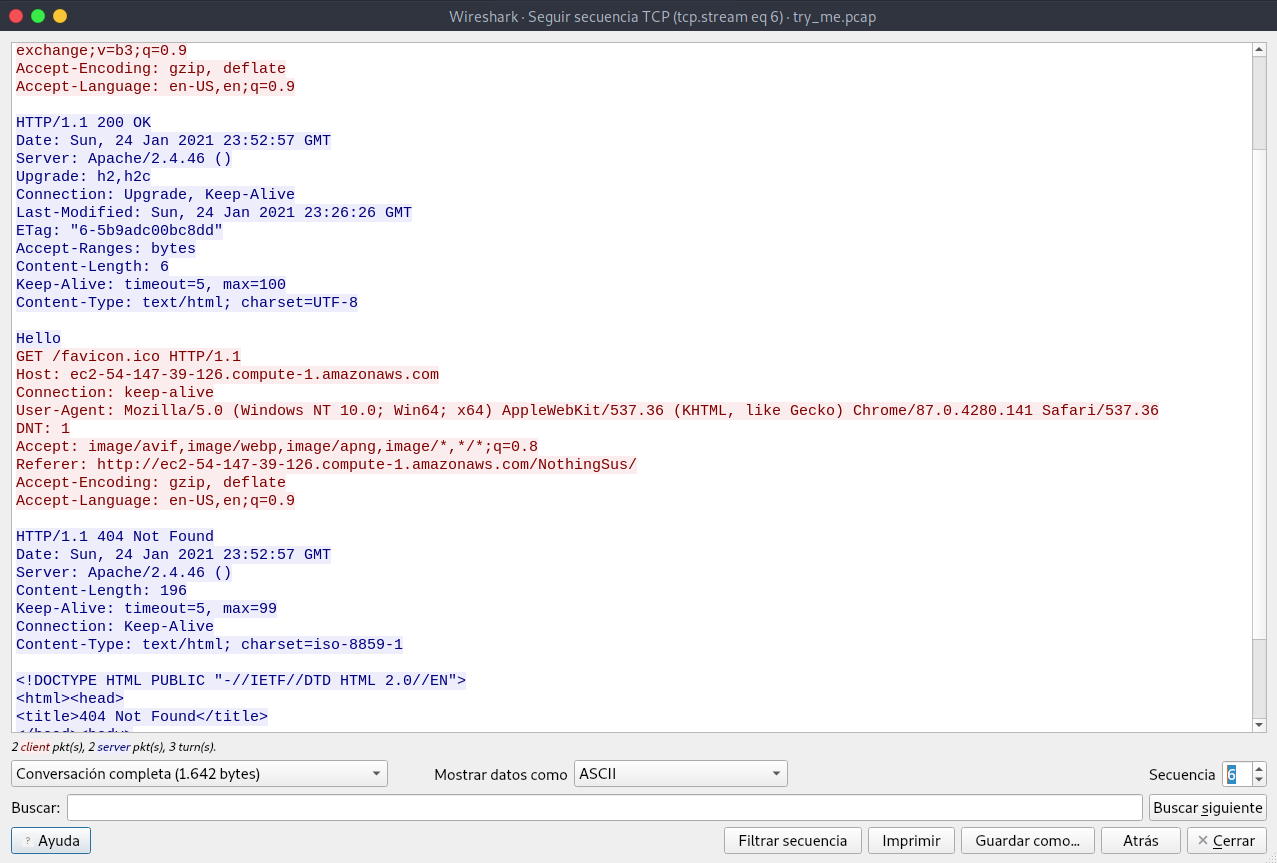 Wireshark · Seguir secuencia TCP (tcp.stream eq 6) · try_me.pcap
exchange;v=b3;q=0.9
Accept-Encoding: gzip, deflate
Accept-Language: en-US,en;q=0.9
HTTP/1.1 200 OK
Date: Sun, 24 Jan 2021 23:52:57 GMT
Server: Apache/2.4.46 ()
Upgrade: h2,h2c
Connection: Upgrade, Keep-Alive
Last-Modified: Sun, 24 Jan 2021 23:26:26 GMT
ETag: "6-5b9adc00bc8dd"
Accept-Ranges: bytes
Content-Length: 6
Keep-Alive: timeout=5, max=100
Content-Type: text/html; charset=UTF-8
Hello
GET /favicon.ico HTTP/1.1
Host: ec2-54-147-39-126.compute-1.amazonaws.com
Connection: keep-alive
User-Agent: Mozilla/5.0 (Windows NT 10.0; Win64; x64) AppleWebKit/537.36 (KHTML, like Gecko) Chrome/87.0.4280.141 Safari/537.36
DNT: 1
Accept: image/avif,image/webp,image/apng,image/*,*/*;q=0.8
Referer: http://ec2-54-147-39-126.compute-1.amazonaws.com/NothingSus/
Accept-Encoding: gzip, deflate
Accept-Language: en-US,en;q=0.9
HTTP/1.1 404 Not Found
Date: Sun, 24 Jan 2021 23:52:57 GMT
Server: Apache/2.4.46 ()
Content-Length: 196
Keep-Alive: timeout=5, max=99
Connection: Keep-Alive
Content-Type: text/html; charset=iso-8859-1
<!DOCTYPE HTML PUBLIC "-//IETF//DTD HTML 2.0//EN">
<html><head>
<title>404 Not Found</title>
</head><body>
2 client pkt(s), 2 server pkt(s), 3 turn(s).
Conversación completa (1.642 bytes) Mostrar datos como ASCII Secuencia 6
Buscar: Buscar siguiente
? Ayuda Filtrar secuencia Imprimir Guardar como... Atrás Cerrar